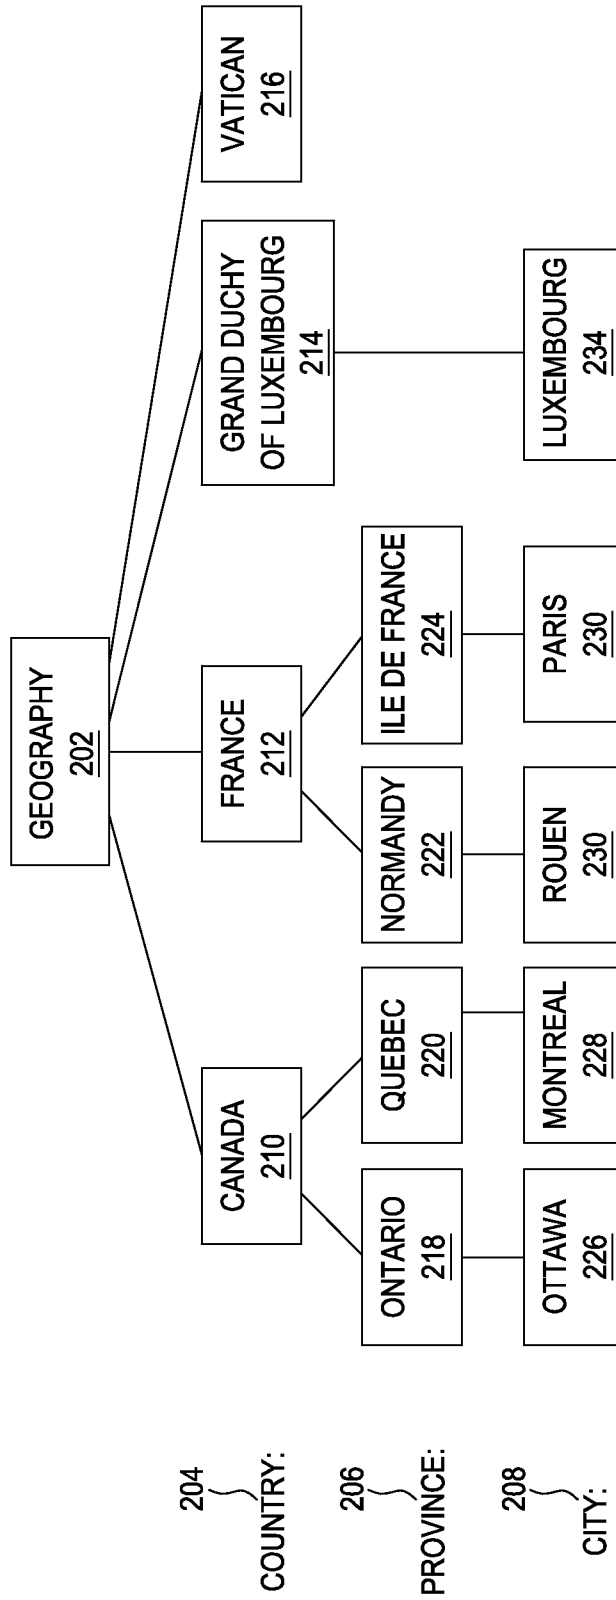 GEOGRAPHY
202
204
COUNTRY:
CANADA
210
FRANCE
212
GRAND DUCHY
OF LUXEMBOURG
214
VATICAN
216
206
PROVINCE:
ONTARIO
218
QUEBEC
220
NORMANDY
222
ILE DE FRANCE
224
208
CITY:
OTTAWA
226
MONTREAL
228
ROUEN
230
PARIS
230
LUXEMBOURG
234